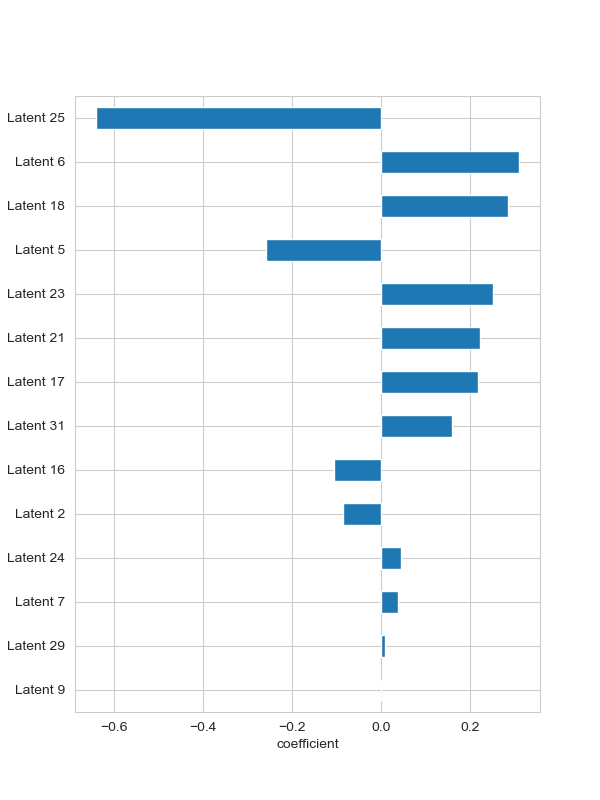 Latent 25
Latent 6
Latent 18
Latent 5
Latent 23
Latent 21
Latent 17
Latent 31
Latent 16
Latent 2
Latent 24
Latent 7
Latent 29
Latent 9
−0.6 −0.4 −0.2 0.0 0.2
coefficient